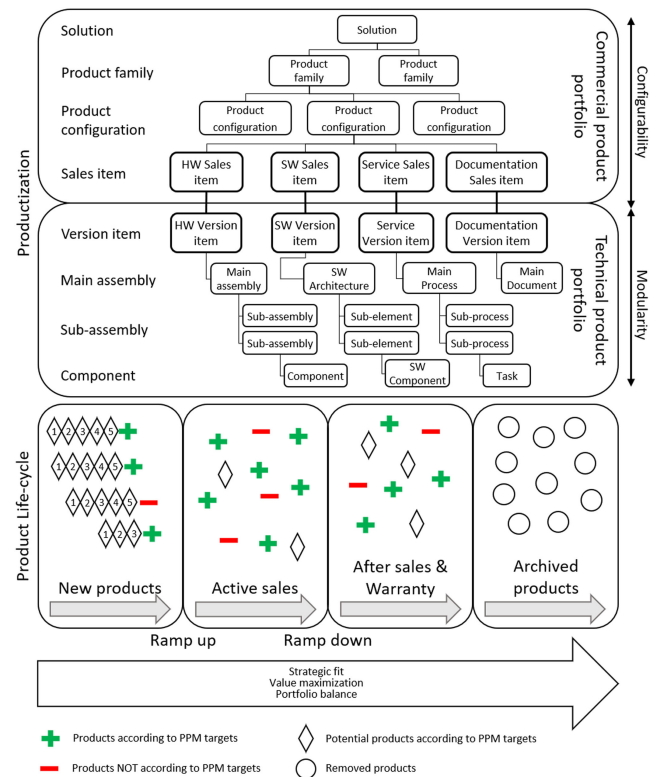 Solution
Solution
Product family
Product
family
Product
family
Product
configuration
Product
configuration
Product
configuration
Product
configuration
Sales item
HW Sales
item
SW Sales
item
Service Sales
item
Documentation
Sales item
Commercial product
portfolio
Configurability
Productization
Version item
HW Version
item
SW Version
item
Service
Version item
Documentation
Version item
Main assembly
Main
assembly
SW
Architecture
Main
Process
Main
Document
Sub-assembly
Sub-assembly
Sub-element
Sub-process
Sub-assembly
Sub-element
Sub-process
Component
Component
SW
Component
Task
Technical product
portfolio
Modularity
Product Life-cycle
1 2 3 4 5
1 2 3 4 5
1 2 3 4 5
1 2 3
New products
Active sales
After sales &
Warranty
Archived
products
Ramp up
Ramp down
Strategic fit
Value maximization
Portfolio balance
Products according to PPM targets
Potential products according to PPM targets
Products NOT according to PPM targets
Removed products